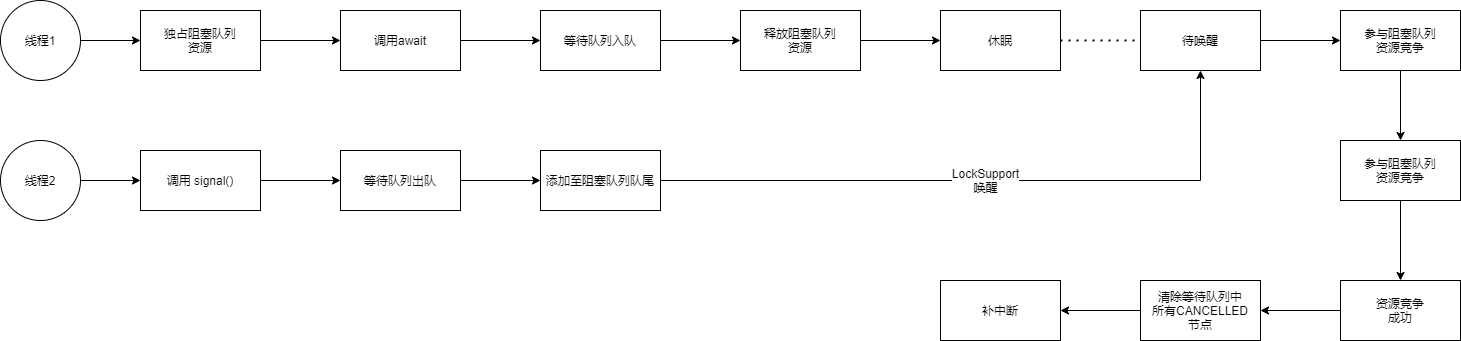 线程1
独占阻塞队列
资源
调用await
等待队列入队
释放阻塞队列
资源
休眠
待唤醒
参与阻塞队列
资源竞争
线程2
调用 signal()
等待队列出队
添加至阻塞队列队尾
LockSupport
唤醒
参与阻塞队列
资源竞争
补中断
清除等待队列中
所有CANCELLED
节点
资源竞争
成功